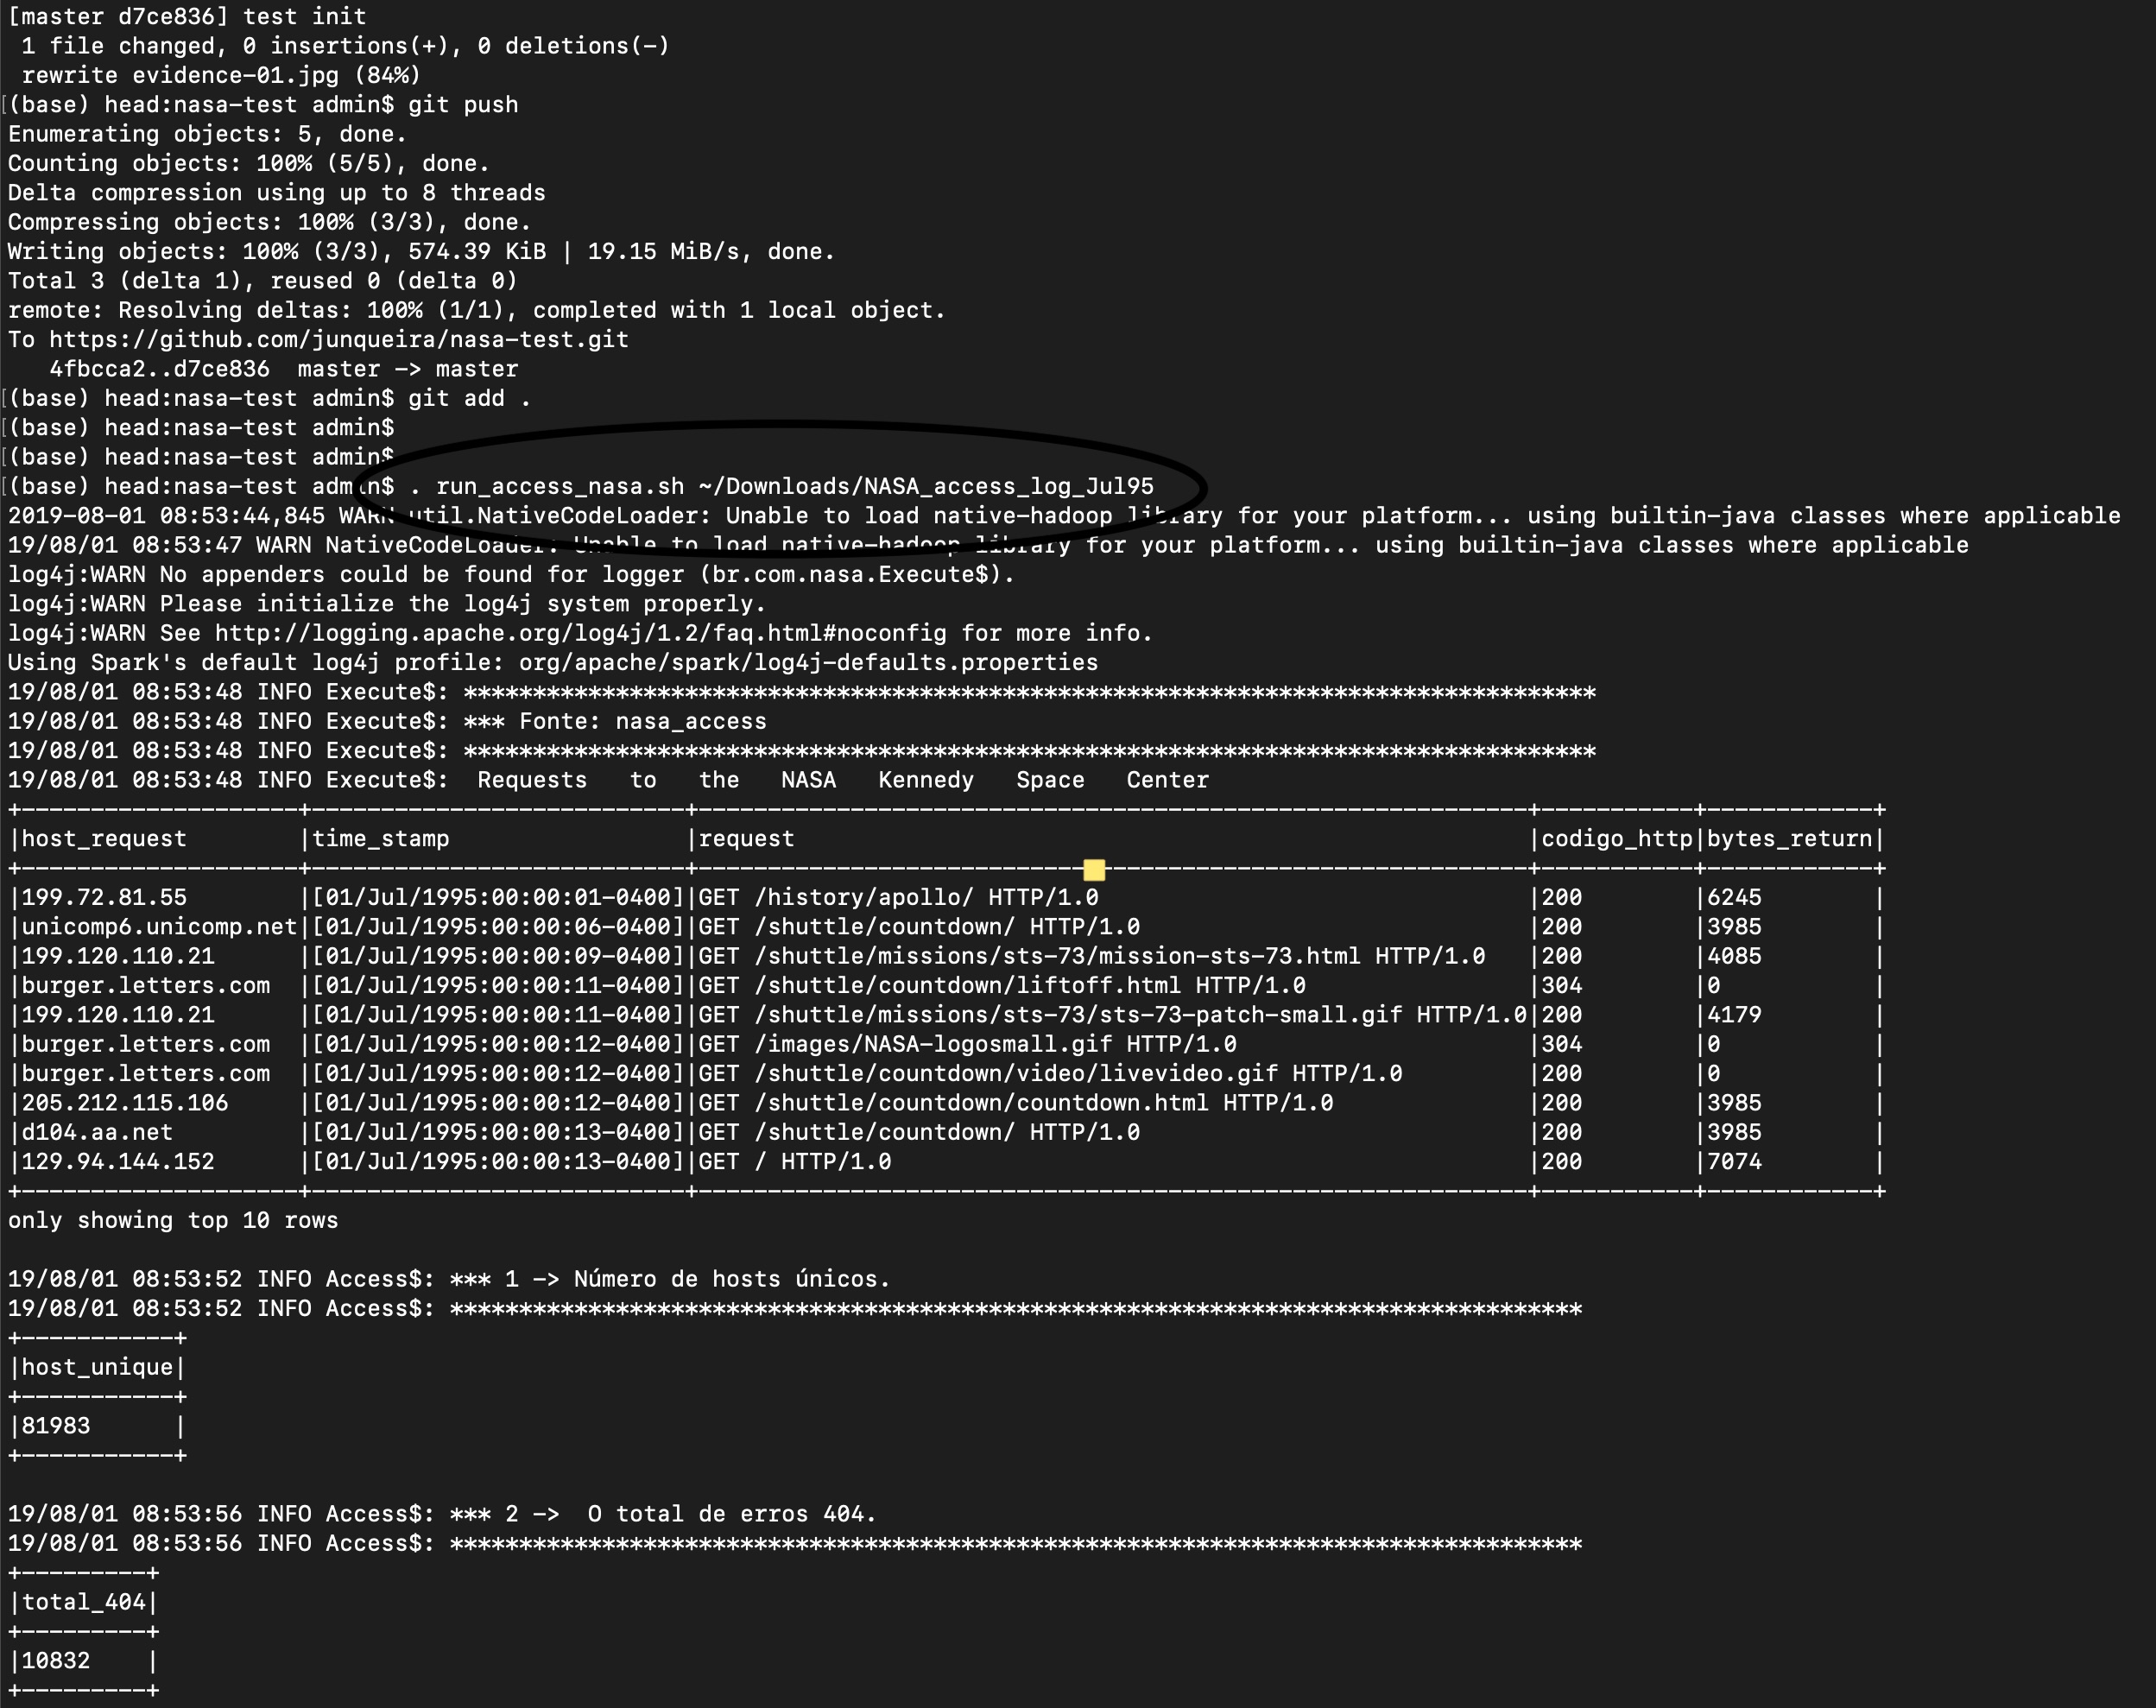 [master d7ce836] test init
 1 file changed, 0 insertions(+), 0 deletions(-)
 rewrite evidence-01.jpg (84%)
[(base) head:nasa-test admin$ git push
Enumerating objects: 5, done.
Counting objects: 100% (5/5), done.
Delta compression using up to 8 threads
Compressing objects: 100% (3/3), done.
Writing objects: 100% (3/3), 574.39 KiB | 19.15 MiB/s, done.
Total 3 (delta 1), reused 0 (delta 0)
remote: Resolving deltas: 100% (1/1), completed with 1 local object.
To https://github.com/junqueira/nasa-test.git
   4fbcca2..d7ce836  master -> master
[(base) head:nasa-test admin$ git add .
[(base) head:nasa-test admin$
[(base) head:nasa-test admin$
[(base) head:nasa-test admin$ . run_access_nasa.sh ~/Downloads/NASA_access_log_Jul95
2019-08-01 08:53:44,845 WARN util.NativeCodeLoader: Unable to load native-hadoop library for your platform... using builtin-java classes where applicable
19/08/01 08:53:47 WARN NativeCodeLoader: Unable to load native-hadoop library for your platform... using builtin-java classes where applicable
log4j:WARN No appenders could be found for logger (br.com.nasa.Execute$).
log4j:WARN Please initialize the log4j system properly.
log4j:WARN See http://logging.apache.org/log4j/1.2/faq.html#noconfig for more info.
Using Spark's default log4j profile: org/apache/spark/log4j-defaults.properties
19/08/01 08:53:48 INFO Execute$: **********************************************************************************
19/08/01 08:53:48 INFO Execute$: *** Fonte: nasa_access
19/08/01 08:53:48 INFO Execute$: **********************************************************************************
19/08/01 08:53:48 INFO Execute$:  Requests   to   the   NASA   Kennedy   Space   Center
+--------------------+---------------------------+------------------------------------------------------------+-----------+------------+
|host_request        |time_stamp                 |request                                                     |codigo_http|bytes_return|
+--------------------+---------------------------+------------------------------------------------------------+-----------+------------+
|199.72.81.55        |[01/Jul/1995:00:00:01-0400]|GET /history/apollo/ HTTP/1.0                               |200        |6245        |
|unicomp6.unicomp.net|[01/Jul/1995:00:00:06-0400]|GET /shuttle/countdown/ HTTP/1.0                            |200        |3985        |
|199.120.110.21      |[01/Jul/1995:00:00:09-0400]|GET /shuttle/missions/sts-73/mission-sts-73.html HTTP/1.0   |200        |4085        |
|burger.letters.com  |[01/Jul/1995:00:00:11-0400]|GET /shuttle/countdown/liftoff.html HTTP/1.0                |304        |0           |
|199.120.110.21      |[01/Jul/1995:00:00:11-0400]|GET /shuttle/missions/sts-73/sts-73-patch-small.gif HTTP/1.0|200        |4179        |
|burger.letters.com  |[01/Jul/1995:00:00:12-0400]|GET /images/NASA-logosmall.gif HTTP/1.0                     |304        |0           |
|burger.letters.com  |[01/Jul/1995:00:00:12-0400]|GET /shuttle/countdown/video/livevideo.gif HTTP/1.0         |200        |0           |
|205.212.115.106     |[01/Jul/1995:00:00:12-0400]|GET /shuttle/countdown/countdown.html HTTP/1.0              |200        |3985        |
|d104.aa.net         |[01/Jul/1995:00:00:13-0400]|GET /shuttle/countdown/ HTTP/1.0                            |200        |3985        |
|129.94.144.152      |[01/Jul/1995:00:00:13-0400]|GET / HTTP/1.0                                              |200        |7074        |
+--------------------+---------------------------+------------------------------------------------------------+-----------+------------+
only showing top 10 rows
19/08/01 08:53:52 INFO Access$: *** 1 -> Número de hosts únicos.
19/08/01 08:53:52 INFO Access$: **********************************************************************************
+-----------+
|host_unique|
+-----------+
|81983      |
+-----------+
19/08/01 08:53:56 INFO Access$: *** 2 ->  O total de erros 404.
19/08/01 08:53:56 INFO Access$: **********************************************************************************
+---------+
|total_404|
+---------+
|10832    |
+---------+